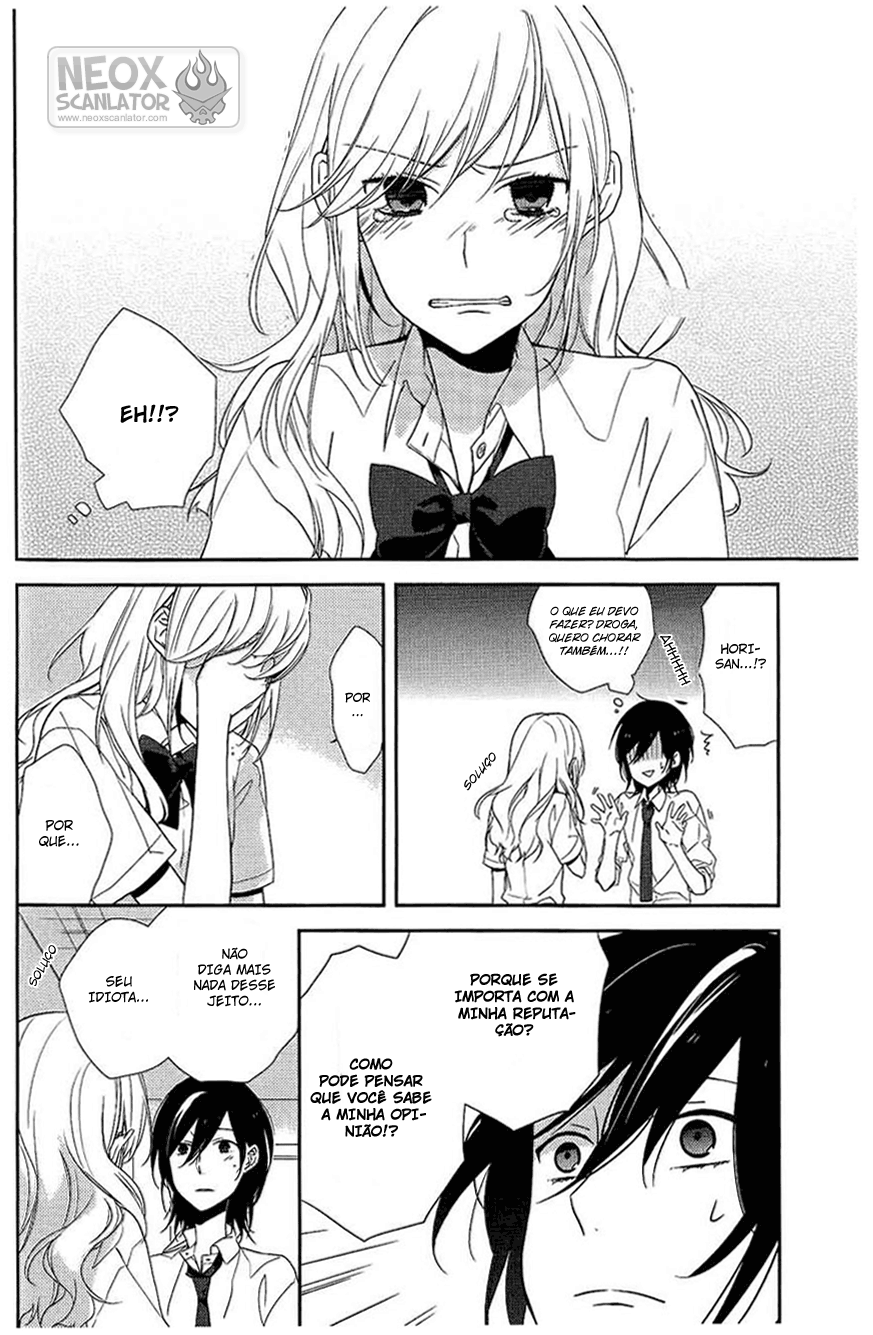 NEOX
SCANLATOR
www.neoxscanlator.com
EH!!?
HORI-
SAN...!?
O QUE EU DEVO
FAZER? DROGA,
QUERO CHORAR
TAMBÉM...!!
AHHHHH
SOLUÇO
POR
...
POR
QUE...
PORQUE SE
IMPORTA COM A
MINHA REPUTA-
ÇÃO?
COMO
PODE PENSAR
QUE VOCÊ SABE
A MINHA OPI-
NIÃO!?
NÃO
DIGA MAIS
NADA DESSE
JEITO...
SEU
IDIOTA...
SOLUÇO